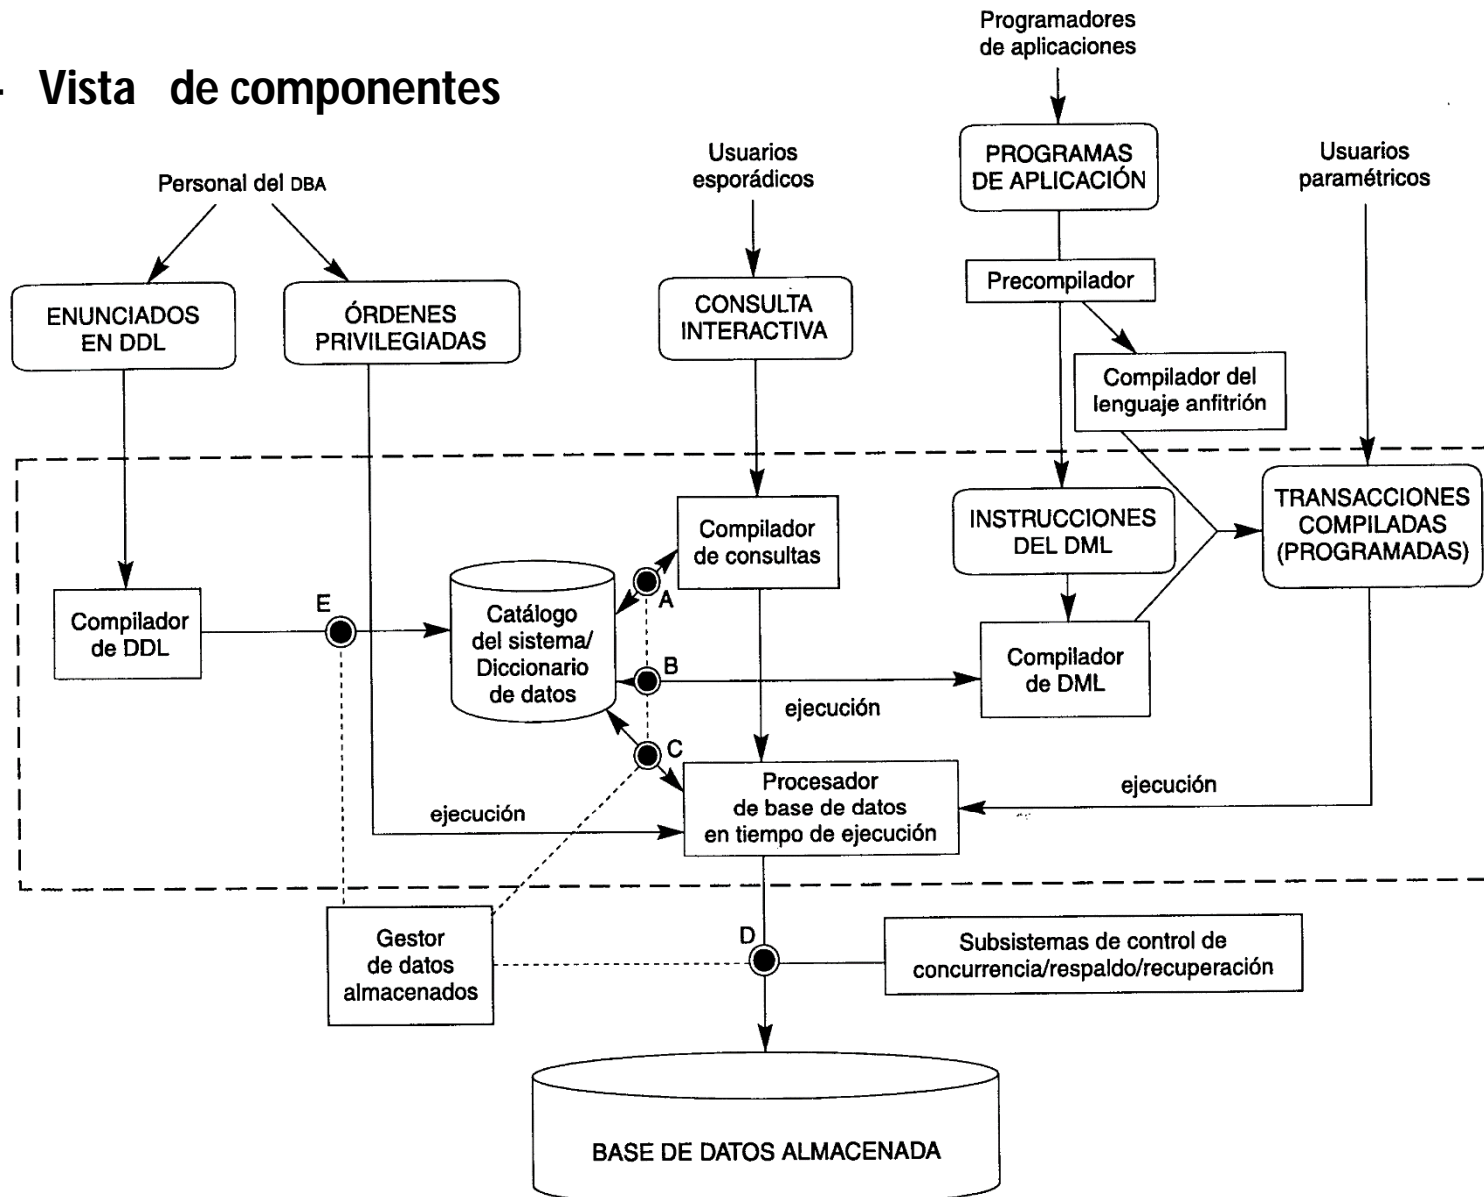 - Vista de componentes
Programadores
de aplicaciones
Personal del DBA
Usuarios
esporádicos
PROGRAMAS
DE APLICACIÓN
Usuarios
paramétricos
Precompilador
ENUNCIADOS
EN DDL
ÓRDENES
PRIVILEGIADAS
CONSULTA
INTERACTIVA
Compilador del
lenguaje anfitrión
Compilador
de consultas
INSTRUCCIONES
DEL DML
TRANSACCIONES
COMPILADAS
(PROGRAMADAS)
Compilador
de DDL
E
Catálogo
del sistema/
Diccionario
de datos
A
B
C
Compilador
de DML
ejecución
Procesador
de base de datos
en tiempo de ejecución
ejecución
ejecución
Gestor
de datos
almacenados
D
Subsistemas de control de
concurrencia/respaldo/recuperación
BASE DE DATOS ALMACENADA